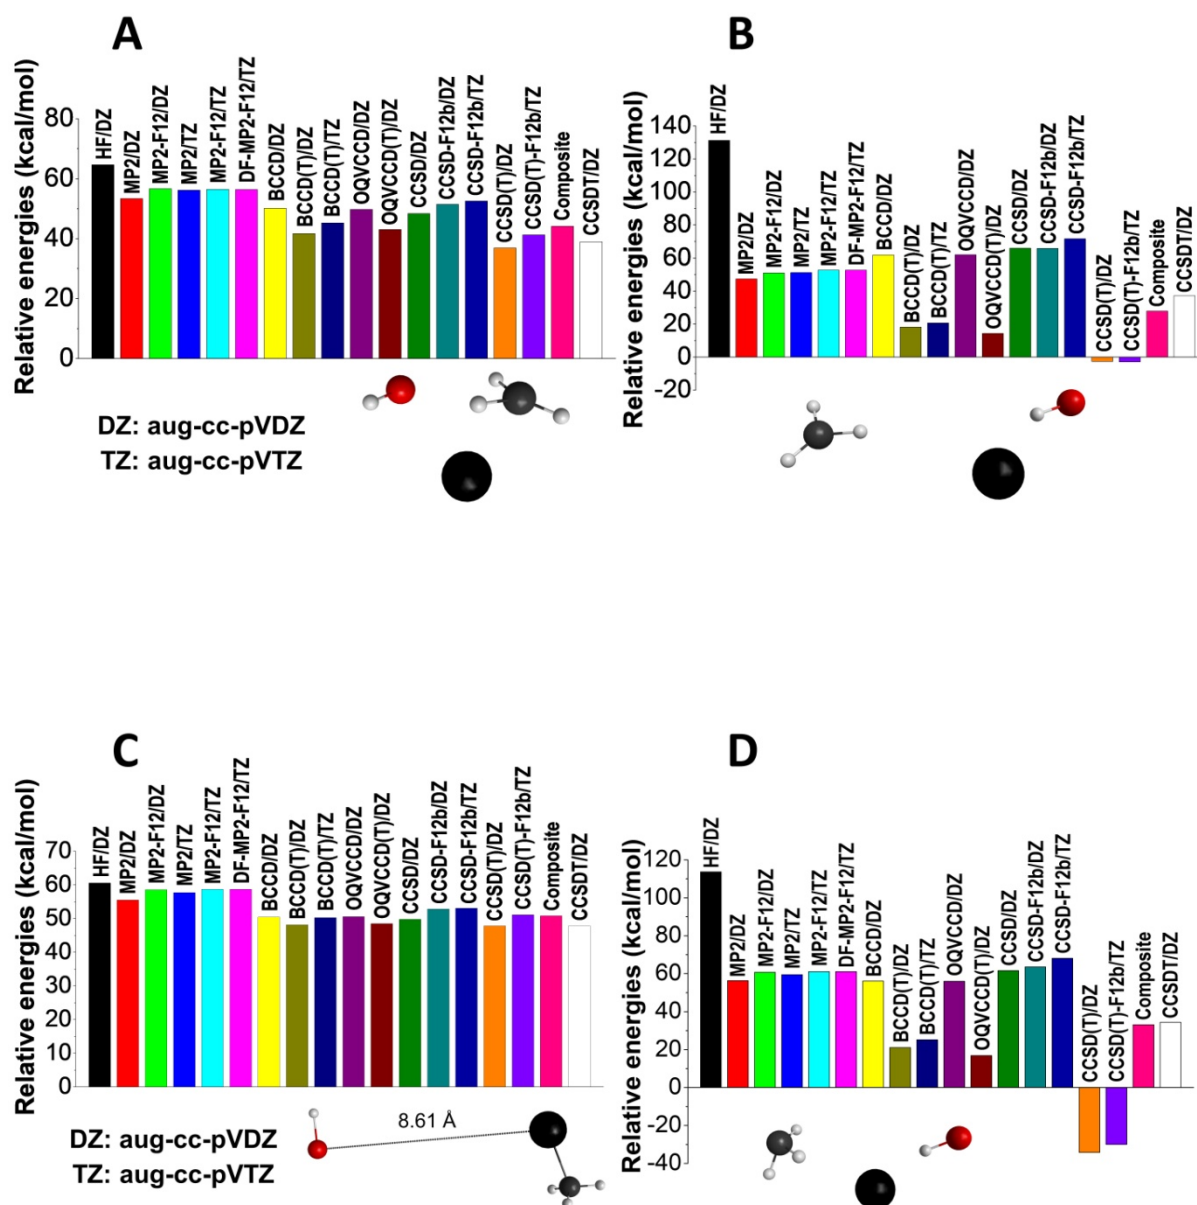 A
Relative energies (kcal/mol)
80
60
40
20
0
HF/DZ
MP2/DZ
MP2-F12/DZ
MP2/TZ
MP2-F12/TZ
DF-MP2-F12/TZ
BCCD/DZ
BCCD(T)/DZ
BCCD(T)/TZ
OQVCCD/DZ
OQVCCD(T)/DZ
CCSD/DZ
CCSD-F12b/DZ
CCSD-F12b/TZ
CCSD(T)/DZ
CCSD(T)-F12b/TZ
Composite
CCSDT/DZ
DZ: aug-cc-pVDZ
TZ: aug-cc-pVTZ
B
Relative energies (kcal/mol)
140
120
100
80
60
40
20
0
-20
HF/DZ
MP2/DZ
MP2-F12/DZ
MP2/TZ
MP2-F12/TZ
DF-MP2-F12/TZ
BCCD/DZ
BCCD(T)/DZ
BCCD(T)/TZ
OQVCCD/DZ
OQVCCD(T)/DZ
CCSD/DZ
CCSD-F12b/DZ
CCSD-F12b/TZ
CCSD(T)/DZ
CCSD(T)-F12b/TZ
Composite
CCSDT/DZ
C
Relative energies (kcal/mol)
70
60
50
40
30
20
10
0
HF/DZ
MP2/DZ
MP2-F12/DZ
MP2/TZ
MP2-F12/TZ
DF-MP2-F12/TZ
BCCD/DZ
BCCD(T)/DZ
BCCD(T)/TZ
OQVCCD/DZ
OQVCCD(T)/DZ
CCSD/DZ
CCSD-F12b/DZ
CCSD-F12b/TZ
CCSD(T)/DZ
CCSD(T)-F12b/TZ
Composite
CCSDT/DZ
8.61 Å
DZ: aug-cc-pVDZ
TZ: aug-cc-pVTZ
D
Relative energies (kcal/mol)
120
100
80
60
40
20
0
-20
-40
HF/DZ
MP2/DZ
MP2-F12/DZ
MP2/TZ
MP2-F12/TZ
DF-MP2-F12/TZ
BCCD/DZ
BCCD(T)/DZ
BCCD(T)/TZ
OQVCCD/DZ
OQVCCD(T)/DZ
CCSD/DZ
CCSD-F12b/DZ
CCSD-F12b/TZ
CCSD(T)/DZ
CCSD(T)-F12b/TZ
Composite
CCSDT/DZ